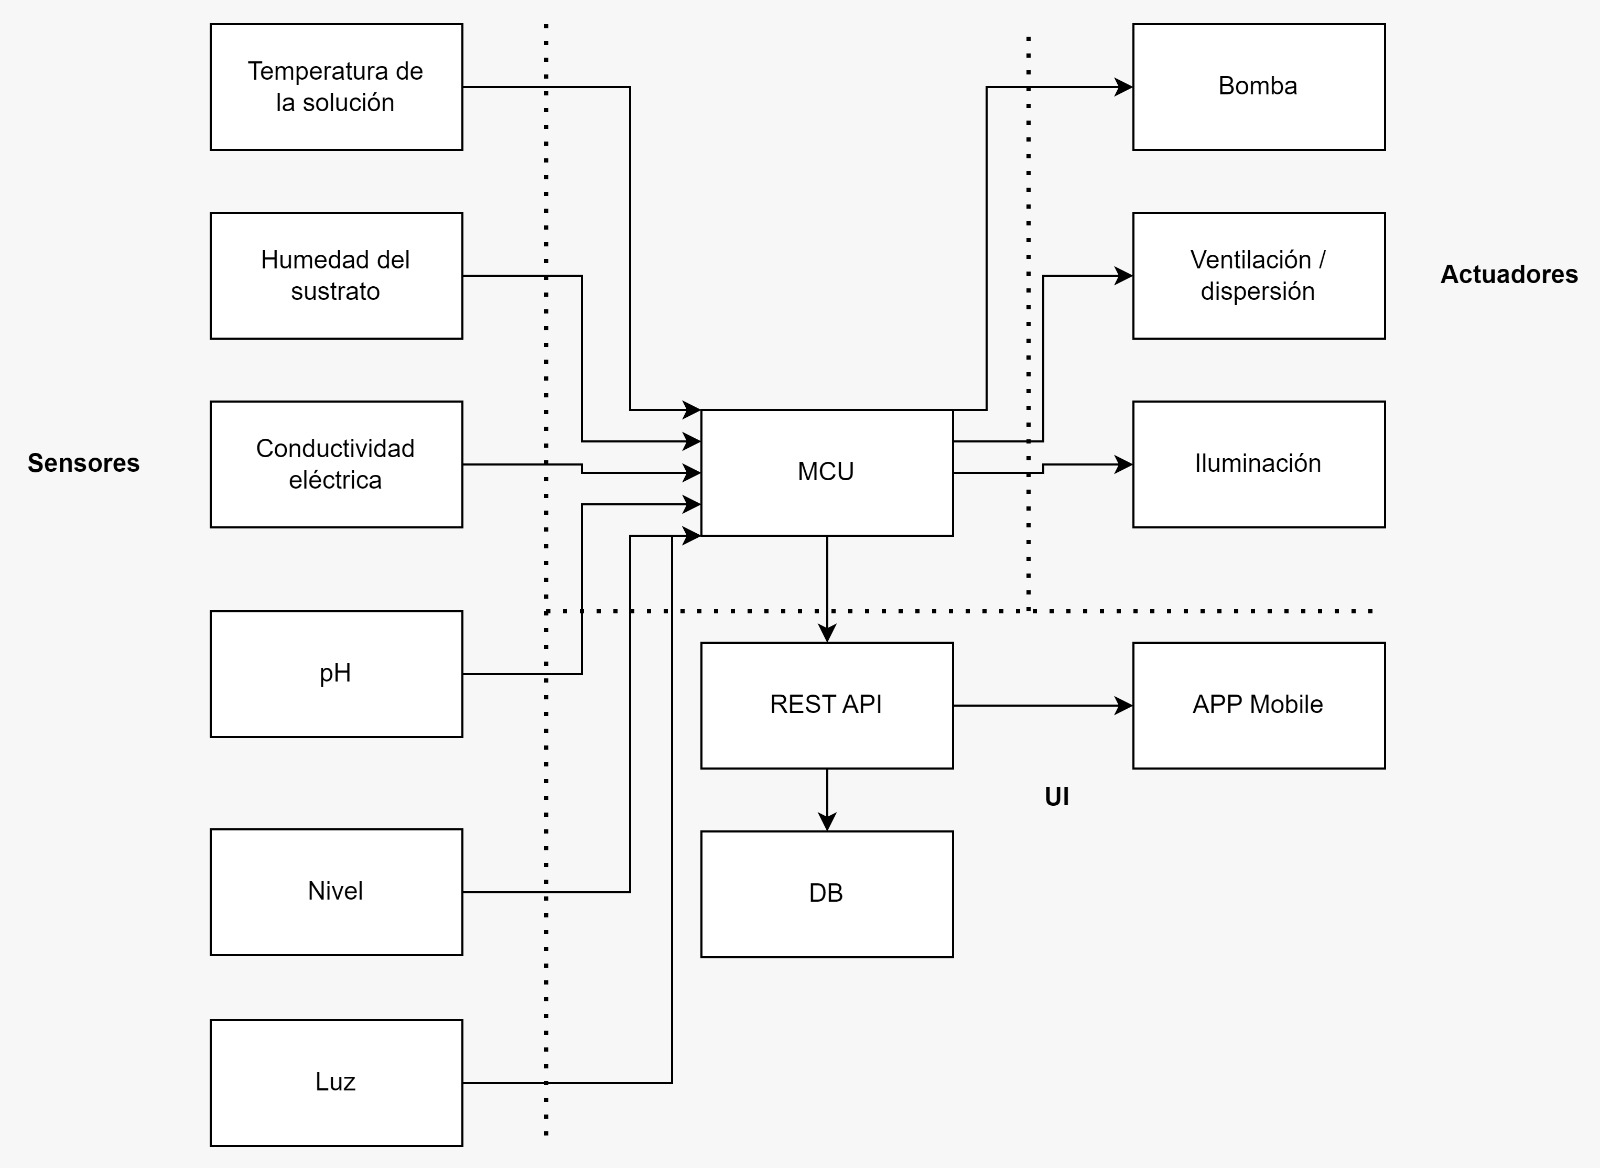 Temperatura de
la solución
Bomba
Humedad del
sustrato
Ventilación /
dispersión
Actuadores
Sensores
Conductividad
eléctrica
MCU
Iluminación
pH
REST API
APP Mobile
UI
Nivel
DB
Luz